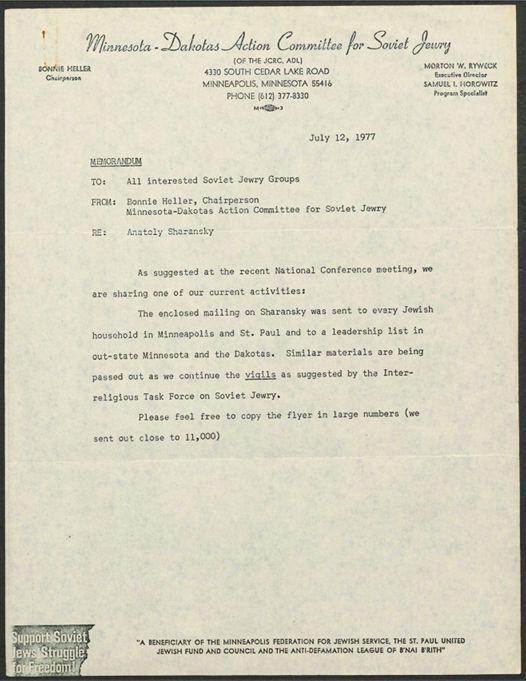 Minnesota - Dakotas Action Committee for Soviet Jewry
(OF THE JCRC, ADL)
4330 SOUTH CEDAR LAKE ROAD
MINNEAPOLIS, MINNESOTA 55416
PHONE (612) 377-8330
BONNIE HELLER
Chairperson
MORTON W. RYWECK
Executive Director
SAMUEL I. HOROWITZ
Program Specialist
July 12, 1977
MEMORANDUM
TO: All interested Soviet Jewry Groups
FROM: Bonnie Heller, Chairperson
Minnesota-Dakotas Action Committee for Soviet Jewry
RE: Anatoly Sharansky
As suggested at the recent National Conference meeting, we
are sharing one of our current activities:
The enclosed mailing on Sharansky was sent to every Jewish
household in Minneapolis and St. Paul and to a leadership list in
out-state Minnesota and the Dakotas. Similar materials are being
passed out as we continue the vigils as suggested by the Inter-
religious Task Force on Soviet Jewry.
Please feel free to copy the flyer in large numbers (we
sent out close to 11,000)
Support Soviet
Jews Struggle
for Freedom!
"A BENEFICIARY OF THE MINNEAPOLIS FEDERATION FOR JEWISH SERVICE, THE ST. PAUL UNITED
JEWISH FUND AND COUNCIL AND THE ANTI-DEFAMATION LEAGUE OF B'NAI B'RITH"